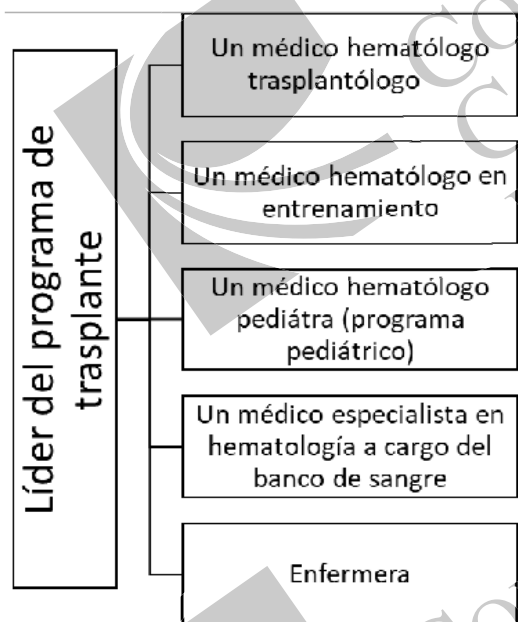 Líder del programa de
trasplante
Un médico hematólogo
trasplantólogo
Un médico hematólogo en
entrenamiento
Un médico hematólogo
pediátra (programa
pediátrico)
Un médico especialista en
hematología a cargo del
banco de sangre
Enfermera